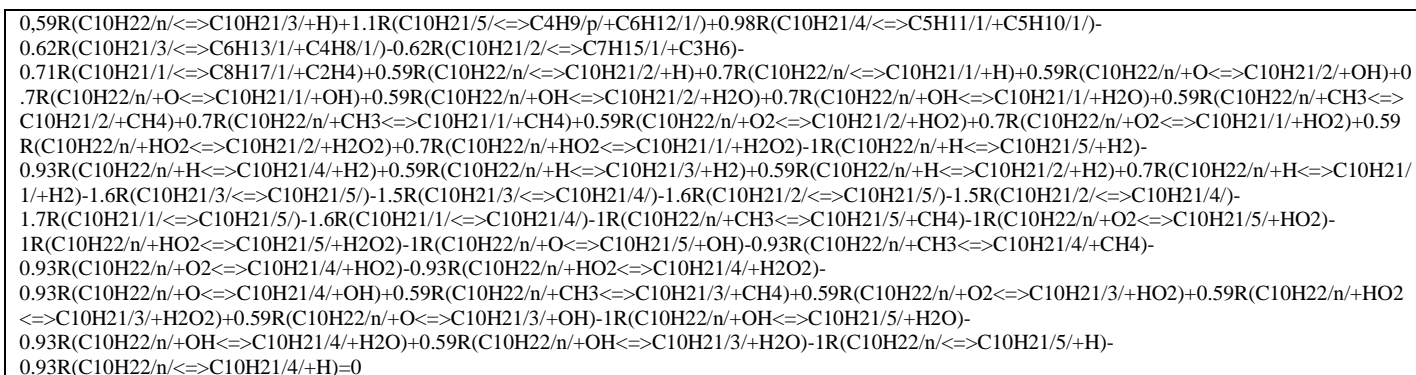 0,59R(C10H22/n/<=>C10H21/3/+H)+1.1R(C10H21/5/<=>C4H9/p/+C6H12/1/)+0.98R(C10H21/4/<=>C5H11/1/+C5H10/1/)-
0.62R(C10H21/3/<=>C6H13/1/+C4H8/1/)-0.62R(C10H21/2/<=>C7H15/1/+C3H6)-
0.71R(C10H21/1/<=>C8H17/1/+C2H4)+0.59R(C10H22/n/<=>C10H21/2/+H)+0.7R(C10H22/n/<=>C10H21/1/+H)+0.59R(C10H22/n/+O<=>C10H21/2/+OH)+0
.7R(C10H22/n/+O<=>C10H21/1/+OH)+0.59R(C10H22/n/+OH<=>C10H21/2/+H2O)+0.7R(C10H22/n/+OH<=>C10H21/1/+H2O)+0.59R(C10H22/n/+CH3<=>
C10H21/2/+CH4)+0.7R(C10H22/n/+CH3<=>C10H21/1/+CH4)+0.59R(C10H22/n/+O2<=>C10H21/2/+HO2)+0.7R(C10H22/n/+O2<=>C10H21/1/+HO2)+0.59
R(C10H22/n/+HO2<=>C10H21/2/+H2O2)+0.7R(C10H22/n/+HO2<=>C10H21/1/+H2O2)-1R(C10H22/n/+H<=>C10H21/5/+H2)-
0.93R(C10H22/n/+H<=>C10H21/4/+H2)+0.59R(C10H22/n/+H<=>C10H21/3/+H2)+0.59R(C10H22/n/+H<=>C10H21/2/+H2)+0.7R(C10H22/n/+H<=>C10H21/
1/+H2)-1.6R(C10H21/3/<=>C10H21/5/)-1.5R(C10H21/3/<=>C10H21/4/)-1.6R(C10H21/2/<=>C10H21/5/)-1.5R(C10H21/2/<=>C10H21/4/)-
1.7R(C10H21/1/<=>C10H21/5/)-1.6R(C10H21/1/<=>C10H21/4/)-1R(C10H22/n/+CH3<=>C10H21/5/+CH4)-1R(C10H22/n/+O2<=>C10H21/5/+HO2)-
1R(C10H22/n/+HO2<=>C10H21/5/+H2O2)-1R(C10H22/n/+O<=>C10H21/5/+OH)-0.93R(C10H22/n/+CH3<=>C10H21/4/+CH4)-
0.93R(C10H22/n/+O2<=>C10H21/4/+HO2)-0.93R(C10H22/n/+HO2<=>C10H21/4/+H2O2)-
0.93R(C10H22/n/+O<=>C10H21/4/+OH)+0.59R(C10H22/n/+CH3<=>C10H21/3/+CH4)+0.59R(C10H22/n/+O2<=>C10H21/3/+HO2)+0.59R(C10H22/n/+HO2
<=>C10H21/3/+H2O2)+0.59R(C10H22/n/+O<=>C10H21/3/+OH)-1R(C10H22/n/+OH<=>C10H21/5/+H2O)-
0.93R(C10H22/n/+OH<=>C10H21/4/+H2O)+0.59R(C10H22/n/+OH<=>C10H21/3/+H2O)-1R(C10H22/n/<=>C10H21/5/+H)-
0.93R(C10H22/n/<=>C10H21/4/+H)=0